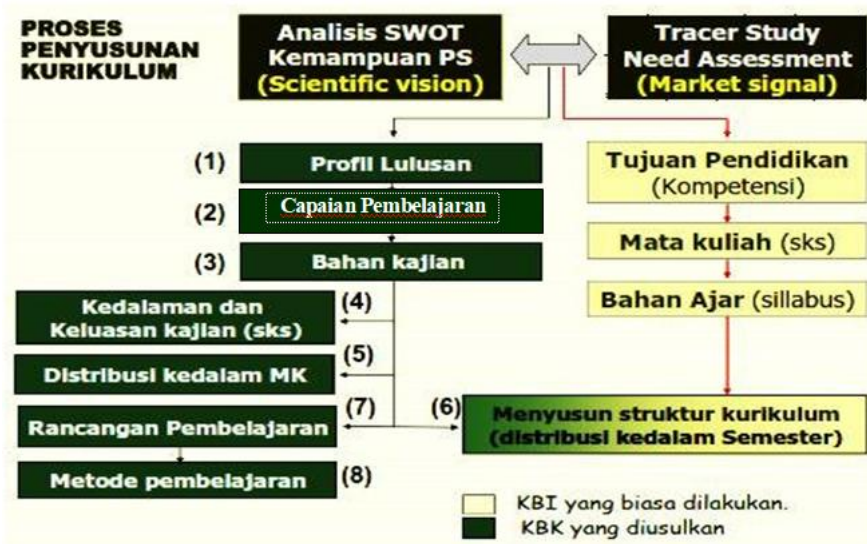 PROSES
PENYUSUNAN
KURIKULUM
Analisis SWOT
Kemampuan PS
(Scientific vision)
Tracer Study
Need Assessment
(Market signal)
(1)
Profil Lulusan
(2)
Capaian Pembelajaran
(3)
Bahan kajian
Kedalaman dan
Keluasan kajian (sks)
(4)
Distribusi kedalam MK
(5)
Rancangan Pembelajaran
(7)
Metode pembelajaran
(8)
Tujuan Pendidikan
(Kompetensi)
Mata kuliah (sks)
Bahan Ajar (sillabus)
(6)
Menyusun struktur kurikulum
(distribusi kedalam Semester)
KBI yang biasa dilakukan.
KBK yang diusulkan